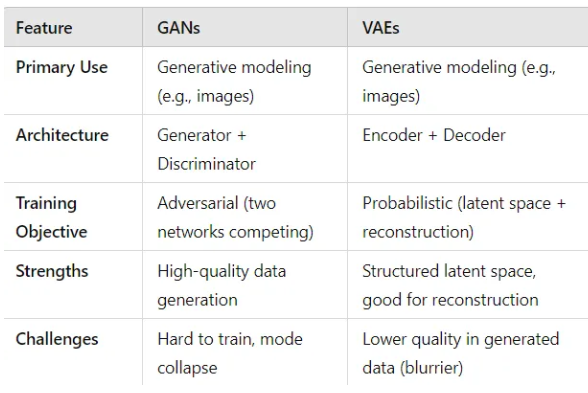 Feature GANs VAEs
Primary Use Generative modeling Generative modeling (e.g.,
(e.g., images) images)
Architecture Generator + Encoder + Decoder
Discriminator
Training Adversarial (two Probabilistic (latent space +
Objective networks competing) reconstruction)
Strengths High-quality data Structured latent space,
generation good for reconstruction
Challenges Hard to train, mode Lower quality in generated
collapse data (blurrier)